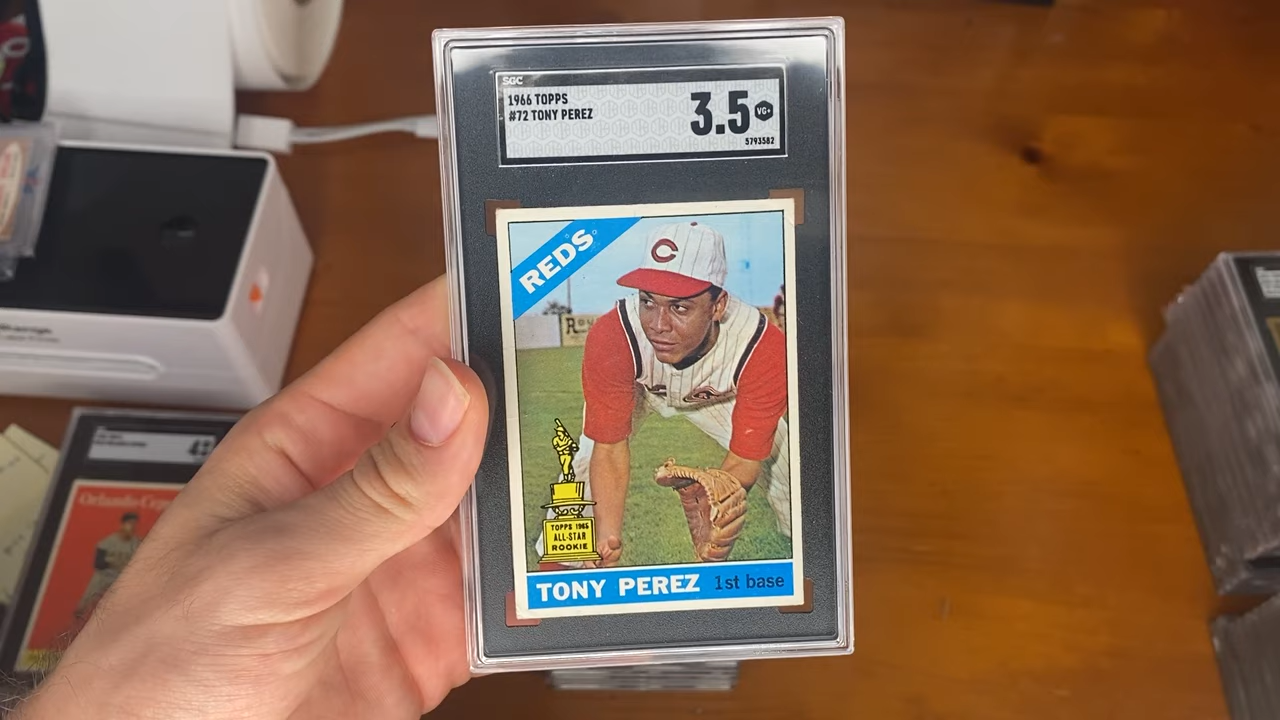 SGC
1966 TOPPS
#72 TONY PEREZ
3.5
VG+
5793582
REDS
C
TOPPS 1965
ALL-STAR
ROOKIE
TONY PEREZ 1st base
Orlando